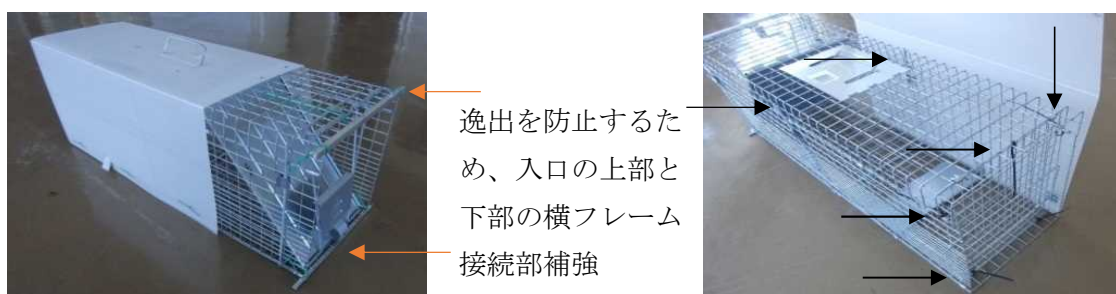 逸出を防止するた
め、入口の上部と
下部の横フレーム
接続部補強